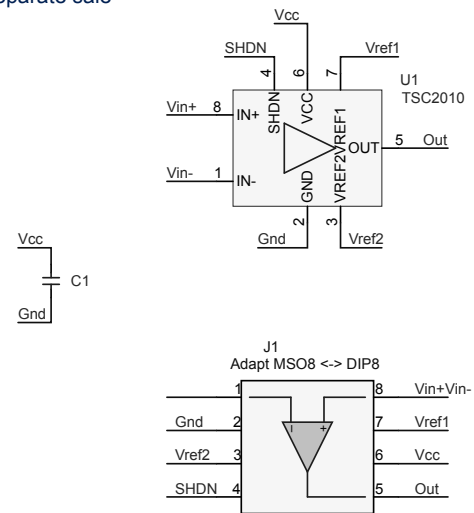 separate sale
Vcc
SHDN
Vref1
4
6
7
U1
TSC2010
Vin+ 8 IN+
SHDN
VCC
VREF1
OUT 5 Out
Vin- 1 IN-
GND
VREF2
2
3
Gnd
Vref2
Vcc
C1
Gnd
J1
Adapt MSO8 <-> DIP8
1
8 Vin+Vin-
Gnd 2
7 Vref1
Vref2 3
6 Vcc
SHDN 4
5 Out
- +